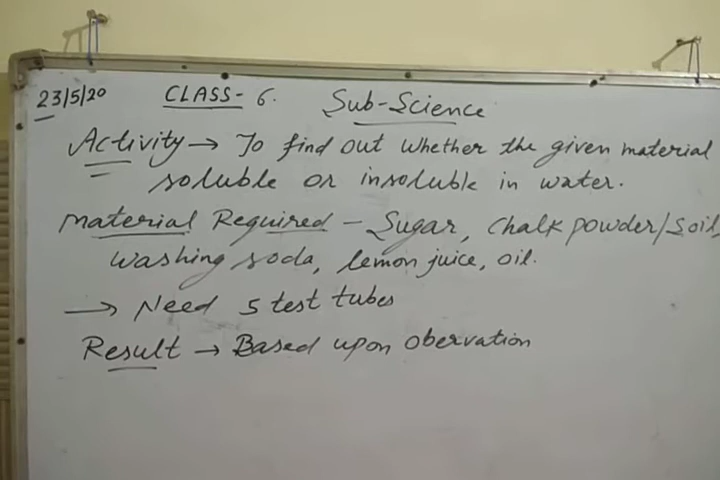 23/5/20 CLASS- 6. Sub-Science
Activity → To find out whether the given material
soluble or insoluble in water.
Material Required - Sugar, Chalk powder/Soil,
Washing soda, lemon juice, oil.
→ Need 5 test tubes
Result → Based upon obervation